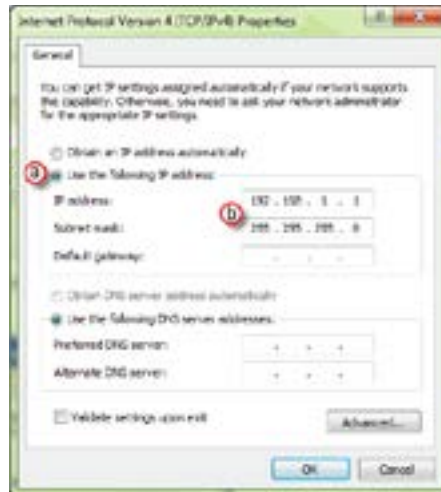 Internet Protocol Version 4 (TCP/IPv4) Properties
General
You can get IP settings assigned automatically if your network supports
this capability. Otherwise, you need to ask your network administrator
for the appropriate IP settings.
Obtain an IP address automatically
a Use the following IP address:
IP address: 192 . 168 . 1 . 1
b
Subnet mask: 255 . 255 . 255 . 0
Default gateway: . . .
Obtain DNS server address automatically
Use the following DNS server addresses:
Preferred DNS server: . . .
Alternate DNS server: . . .
Validate settings upon exit
Advanced...
OK Cancel